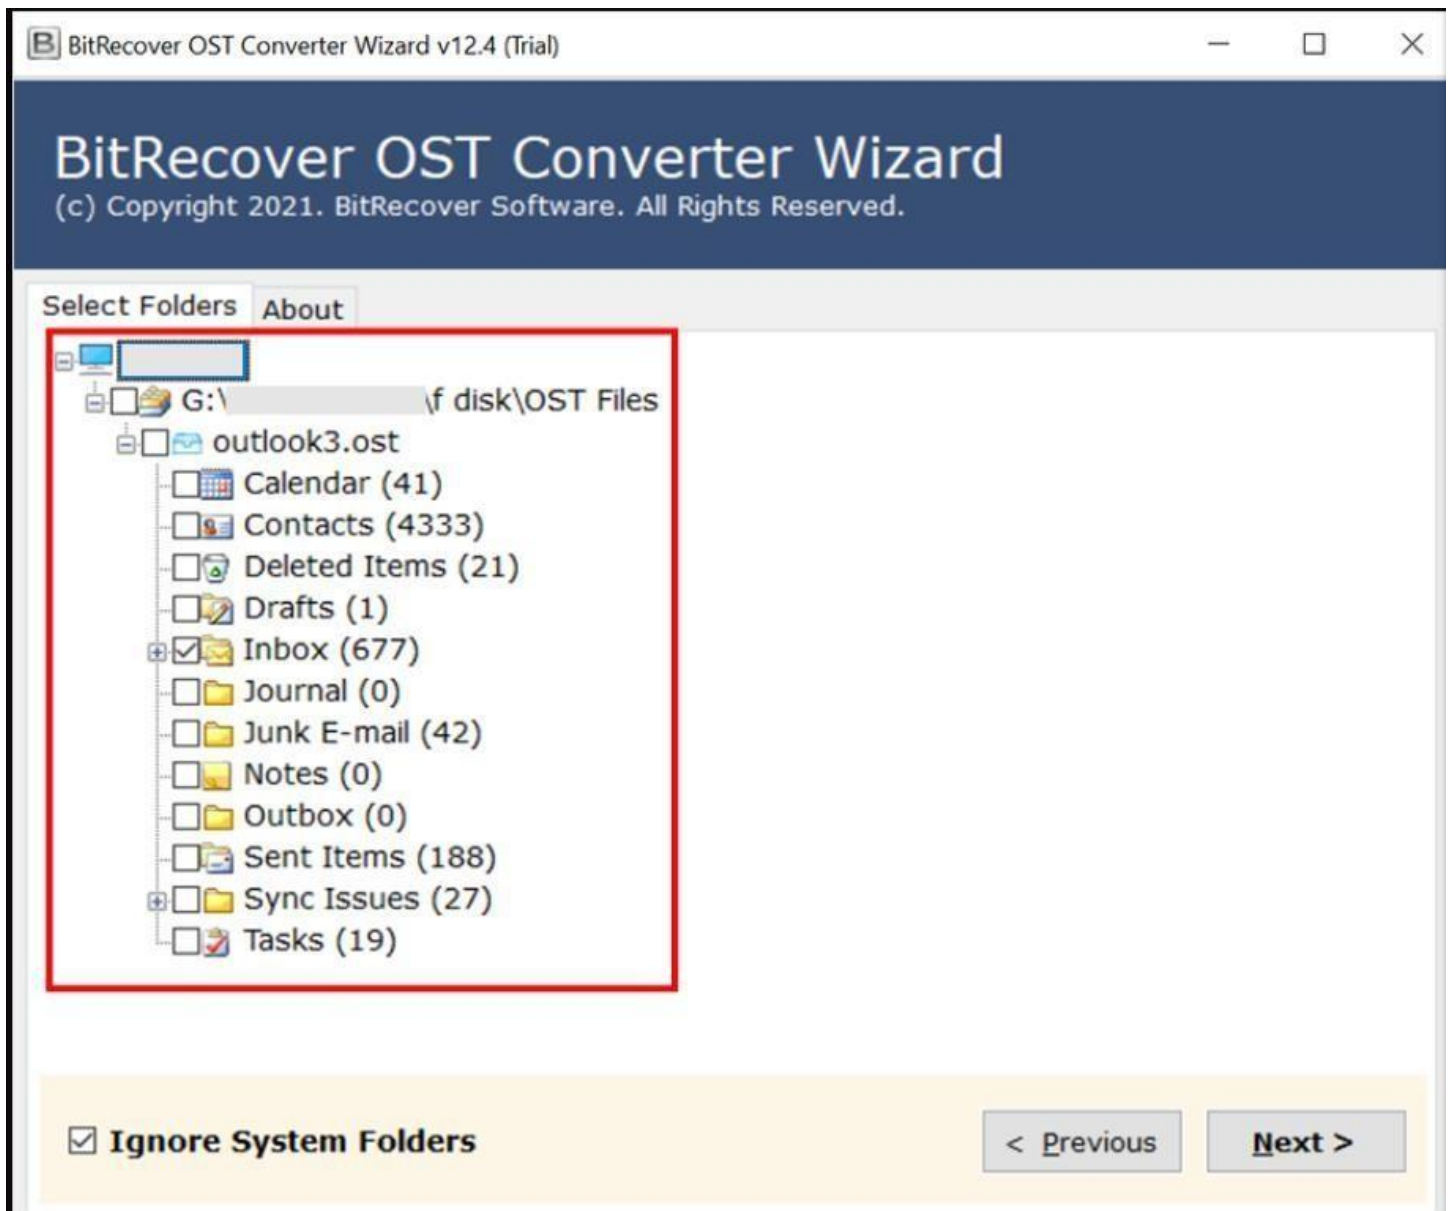 BitRecover OST Converter Wizard v12.4 (Trial)
BitRecover OST Converter Wizard
(c) Copyright 2021. BitRecover Software. All Rights Reserved.
Select Folders About
G:\ \f disk\OST Files
outlook3.ost
Calendar (41)
Contacts (4333)
Deleted Items (21)
Drafts (1)
Inbox (677)
Journal (0)
Junk E-mail (42)
Notes (0)
Outbox (0)
Sent Items (188)
Sync Issues (27)
Tasks (19)
Ignore System Folders < Previous Next >